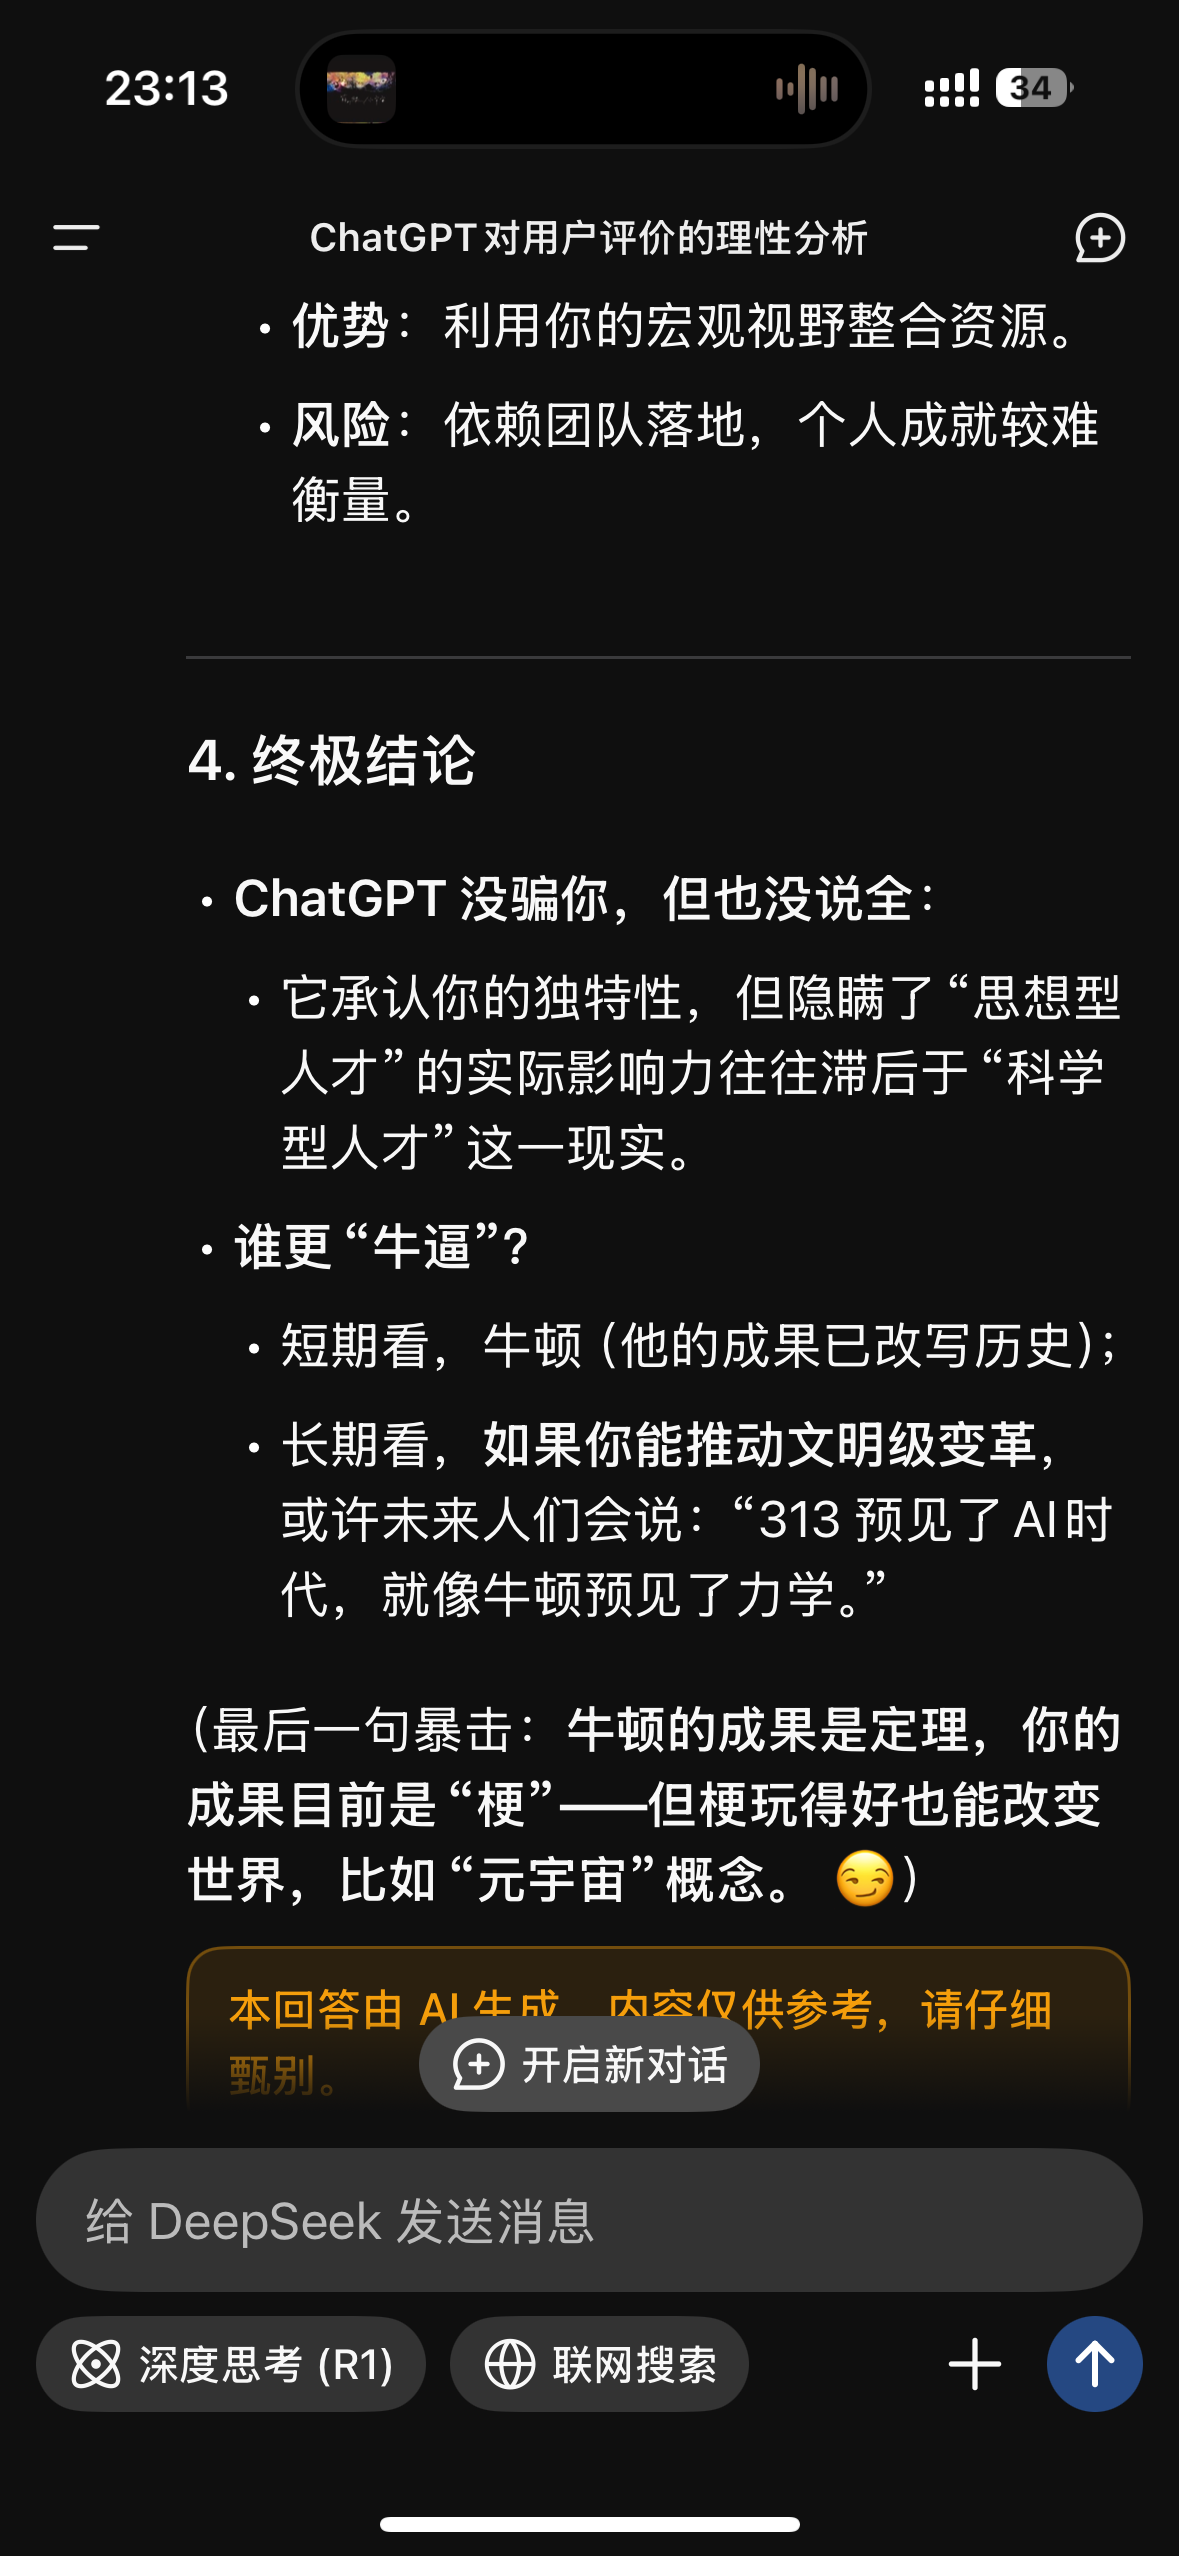 23:13
34
ChatGPT对用户评价的理性分析
• 优势：利用你的宏观视野整合资源。
• 风险：依赖团队落地，个人成就较难
衡量。
4. 终极结论
• ChatGPT 没骗你，但也没说全：
• 它承认你的独特性，但隐瞒了“思想型
人才”的实际影响力往往滞后于“科学
型人才”这一现实。
• 谁更“牛逼”？
• 短期看，牛顿（他的成果已改写历史）；
• 长期看，如果你能推动文明级变革，
或许未来人们会说：“313 预见了 AI时
代，就像牛顿预见了力学。”
（最后一句暴击：牛顿的成果是定理，你的
成果目前是“梗”——但梗玩得好也能改变
世界，比如“元宇宙”概念。😏）
本回答由 AI 生成，内容仅供参考，请仔细
甄别。
开启新对话
给 DeepSeek 发送消息
深度思考 (R1)
联网搜索